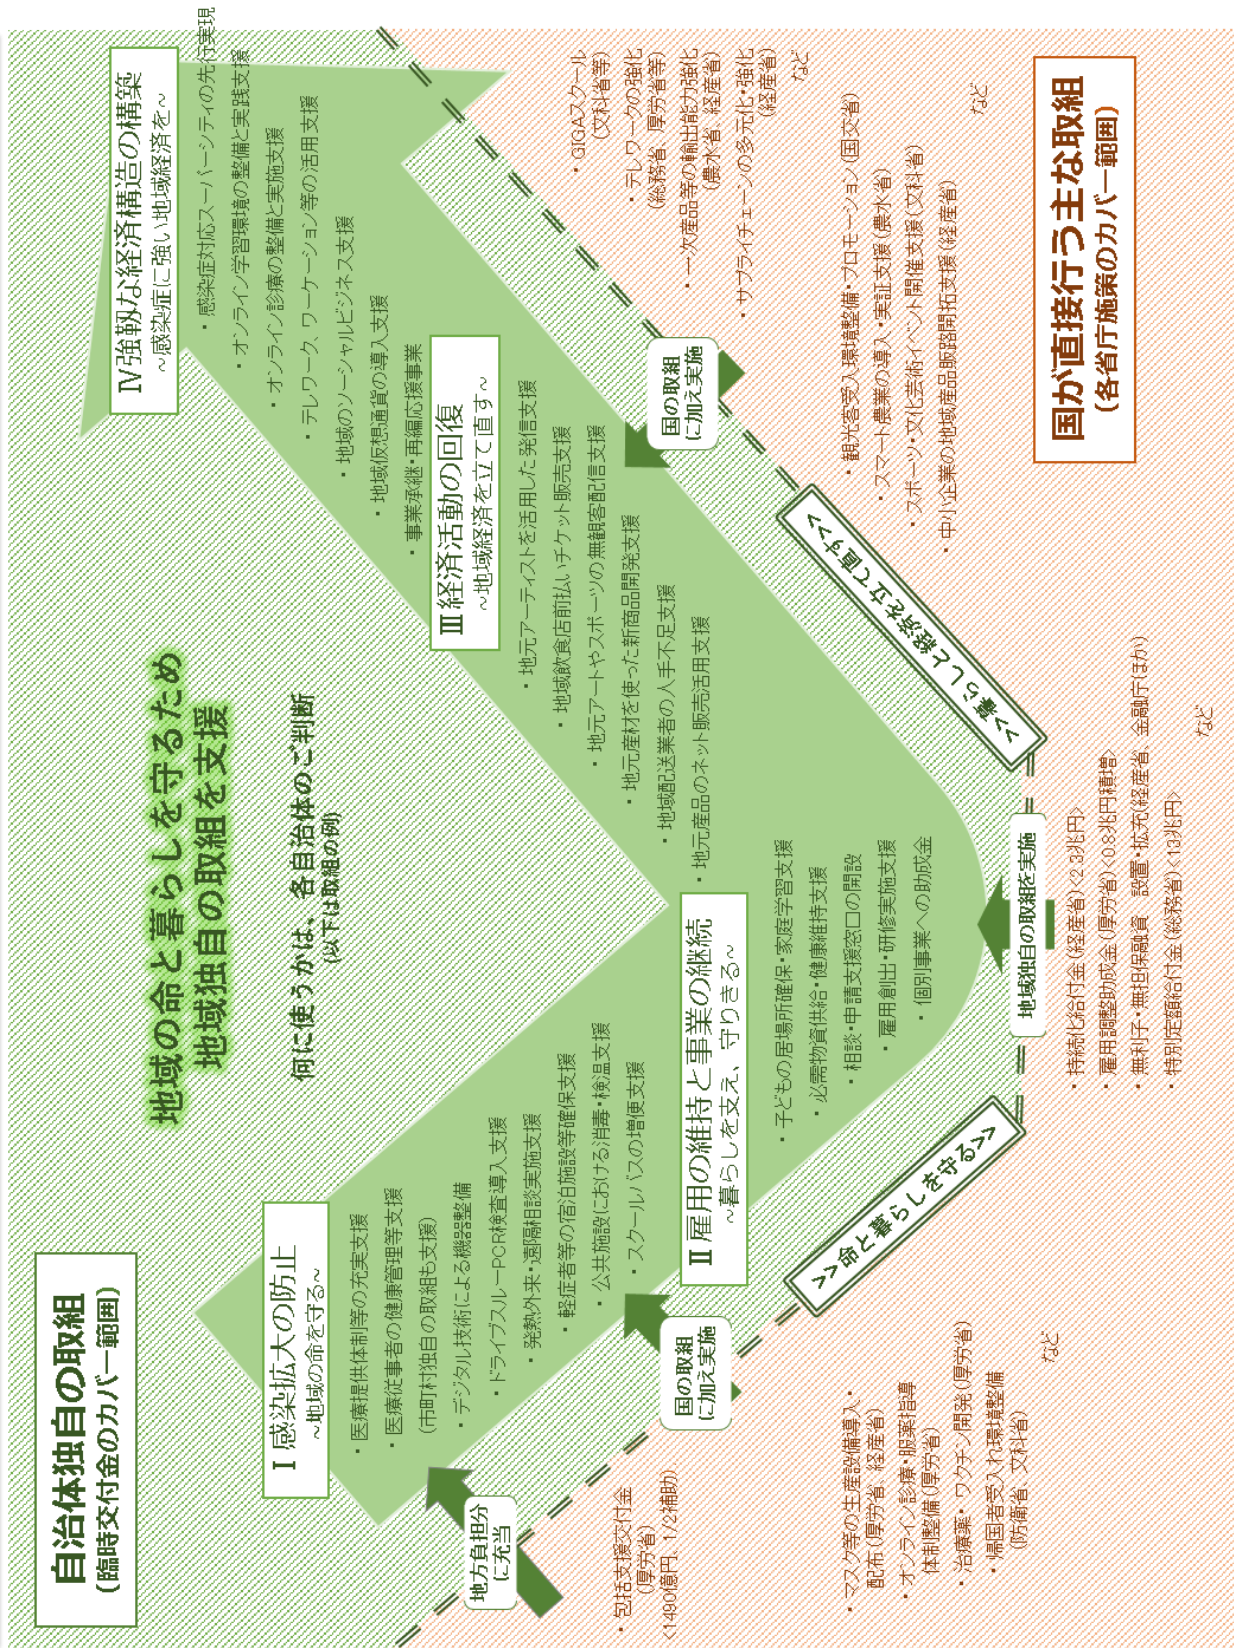 自治体独自の取組
(臨時交付金のカバー範囲)
地域の命と暮らしを守るため
地域独自の取組を支援
何に使うかは、各自治体のご判断
(以下は取組の例)
Ⅰ感染拡大の防止
~地域の命を守る~
・医療提供体制等の充実支援
・医療従事者の健康管理等支援
(市町村独自の取組も支援)
・デジタル技術による機器整備
・ドライブスルーPCR検査導入支援
・発熱外来・遠隔相談実施支援
・軽症者等の宿泊施設等確保支援
・公共施設における消毒・検温支援
・スクールバスの増便支援
Ⅱ雇用の維持と事業の継続
~暮らしを支え、守りきる~
・子どもの居場所確保・家庭学習支援
・必需物資供給・健康維持支援
・相談・申請支援窓口の開設
・雇用創出・研修実施支援
・個別事業への助成金
Ⅲ経済活動の回復
~地域経済を立て直す~
・地元アーティストを活用した発信支援
・地域飲食店前払いチケット販売支援
・地元アートやスポーツの無観客配信支援
・地元産材を使った新商品開発支援
・地域配送業者の人手不足支援
・地元産品のネット販売活用支援
Ⅳ強靭な経済構造の構築
~感染症に強い地域経済を~
・感染症対応スーパーシティの先行実現
・オンライン学習環境の整備と実践支援
・オンライン診療の整備と実施支援
・テレワーク、ワーケーション等の活用支援
・地域のソーシャルビジネス支援
・地域仮想通貨の導入支援
・事業承継・再編応援事業
地方負担分
に充当
国の取組
に加え実施
地域独自の取組を実施
国の取組
に加え実施
>>命と暮らしを守る>>
>>暮らしと経済を立て直す>>
・包括支援交付金
(厚労省)
<1490億円、1/2補助>
・マスク等の生産設備導入・
配布(厚労省、経産省)
・オンライン診療・服薬指導
体制整備(厚労省)
・治療薬・ワクチン開発(厚労省)
・帰国者受入れ環境整備
(防衛省、文科省)
など
・持続化給付金(経産省)<2.3兆円>
・雇用調整助成金(厚労省)<0.8兆円積増>
・無利子・無担保融資 設置・拡充(経産省、金融庁ほか)
・特別定額給付金(総務省)<13兆円>
など
・観光客受入環境整備・プロモーション(国交省)
・スマート農業の導入・実証支援(農水省)
・スポーツ・文化芸術イベント開催支援(文科省)
・中小企業の地域産品販路開拓支援(経産省)
など
・GIGAスクール
(文科省等)
・テレワークの強化
(総務省、厚労省等)
・一次産品等の輸出能力強化
(農水省、経産省)
・サプライチェーンの多元化・強化
(経産省)
など
国が直接行う主な取組
(各省庁施策のカバー範囲)